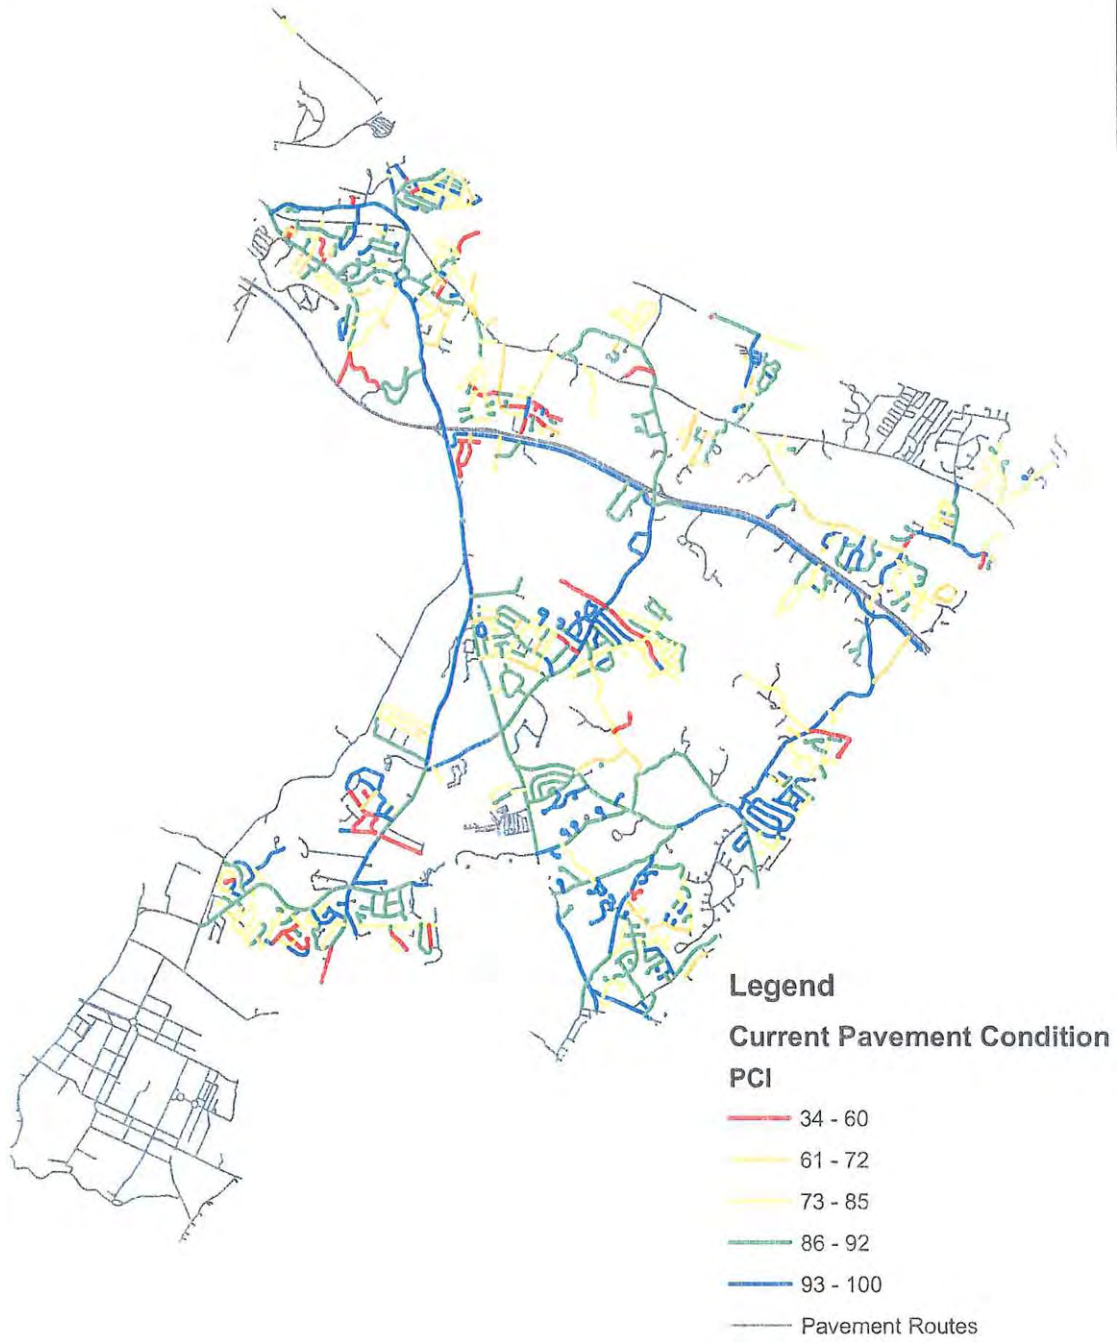 Legend
Current Pavement Condition
PCI
34 - 60
61 - 72
73 - 85
86 - 92
93 - 100
Pavement Routes